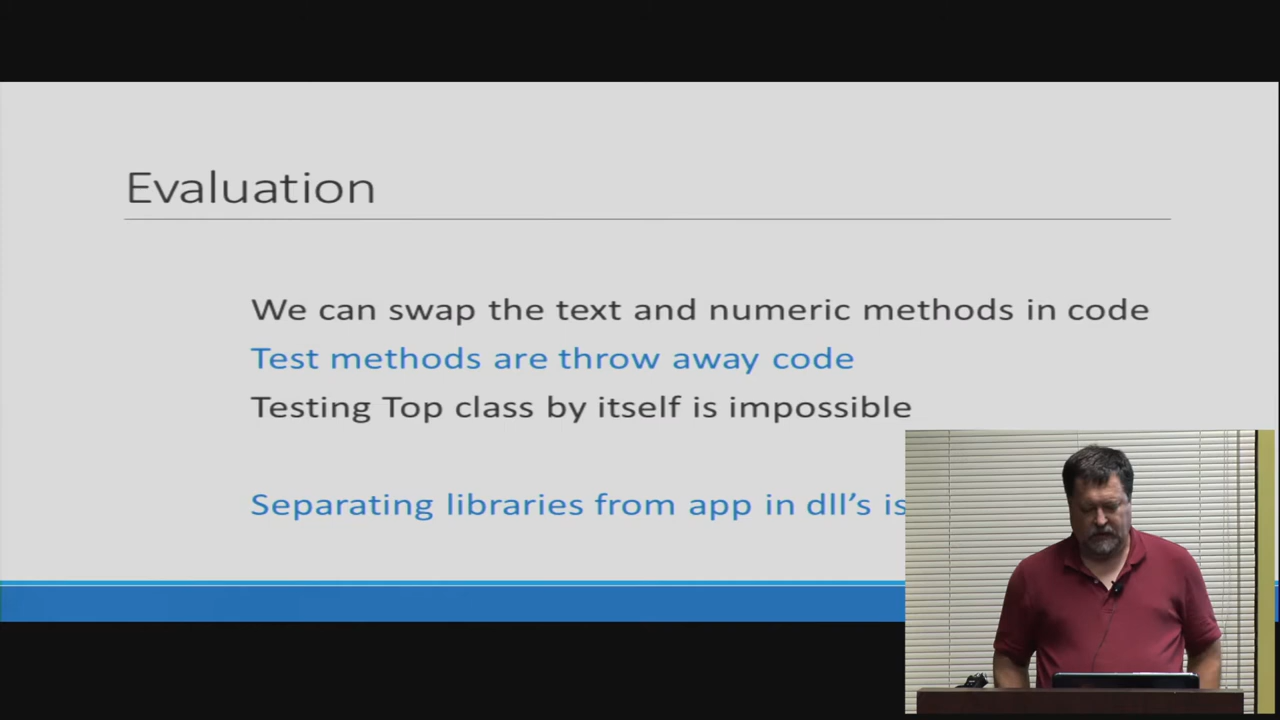 Evaluation
We can swap the text and numeric methods in code
Test methods are throw away code
Testing Top class by itself is impossible
Separating libraries from app in dll's is